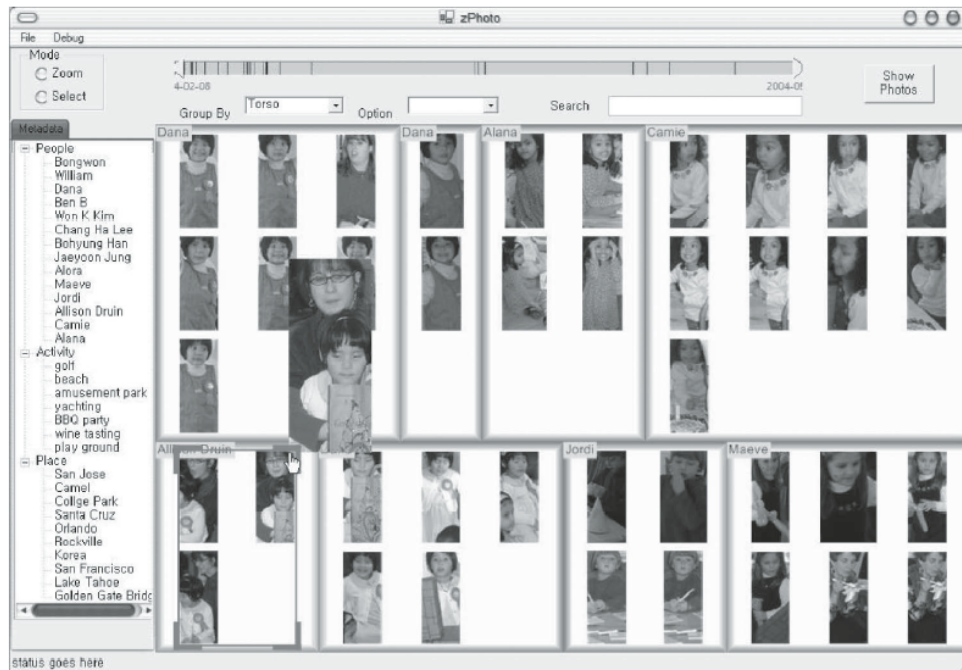 zPhoto
File Debug
Mode
Zoom
Select
4-02-08
2004-05
Group By Torso Option Search
Show
Photos
Metadata
People
Bongwon
William
Dana
Ben B
Won K Kim
Chang Ha Lee
Bohyung Han
Jaeyoon Jung
Alora
Maeve
Jordi
Allison Druin
Camie
Alana
Activity
golf
beach
amusement park
yachting
BBQ party
wine tasting
play ground
Place
San Jose
Camel
Collge Park
Santa Cruz
Orlando
Rockville
Korea
San Francisco
Lake Tahoe
Golden Gate Bridg
Dana
Dana
Alana
Camie
Allison Druin
Jordi
Maeve
status goes here